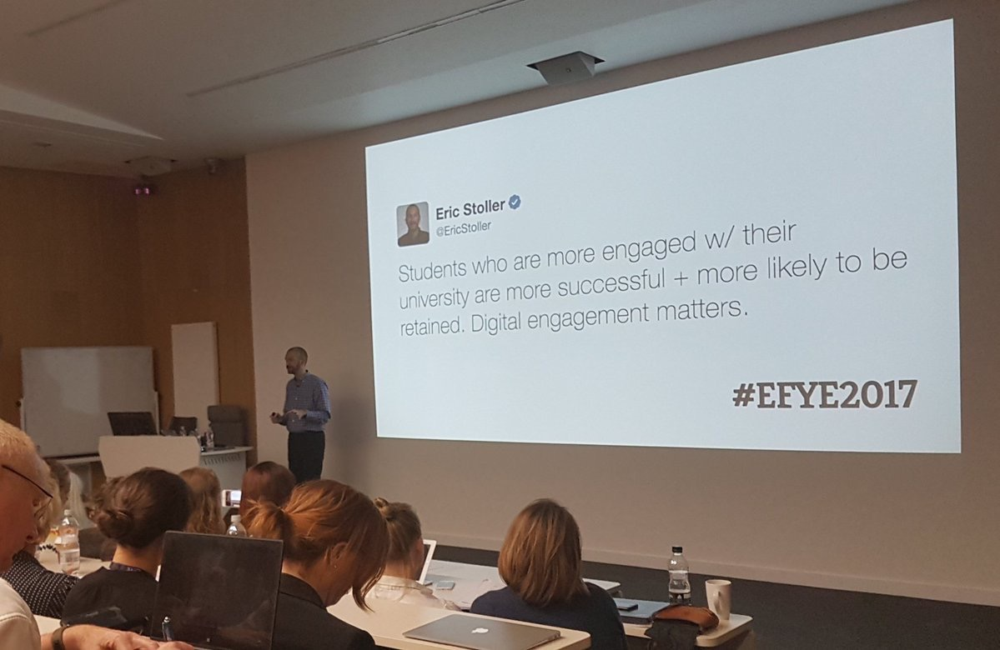 Eric Stoller
@EricStoller
Students who are more engaged w/ their
university are more successful + more likely to be
retained. Digital engagement matters.
#EFYE2017